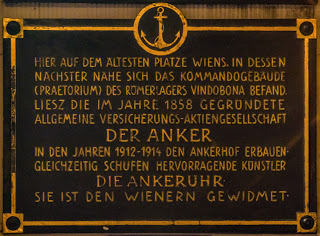 HIER AUF DEM ÄLTESTEN PLATZE WIENS. IN DESSEN
NÄCHSTER NÄHE SICH DAS KOMMANDOGEBÄUDE
(PRAETORIUM) DES RÖMERLAGERS VINDOBONA BEFAND.
LIESZ DIE IM JAHRE 1858 GEGRÜNDETE
ALLGEMEINE VERSICHERUNGS-AKTIENGESELLSCHAFT
DER ANKER
IN DEN JAHREN 1912-1914 DEN ANKERHOF ERBAUEN·
GLEICHZEITIG SCHUFEN HERVORRAGENDE KÜNSTLER
DIE ANKERUHR·
SIE IST DEN WIENERN GEWIDMET·